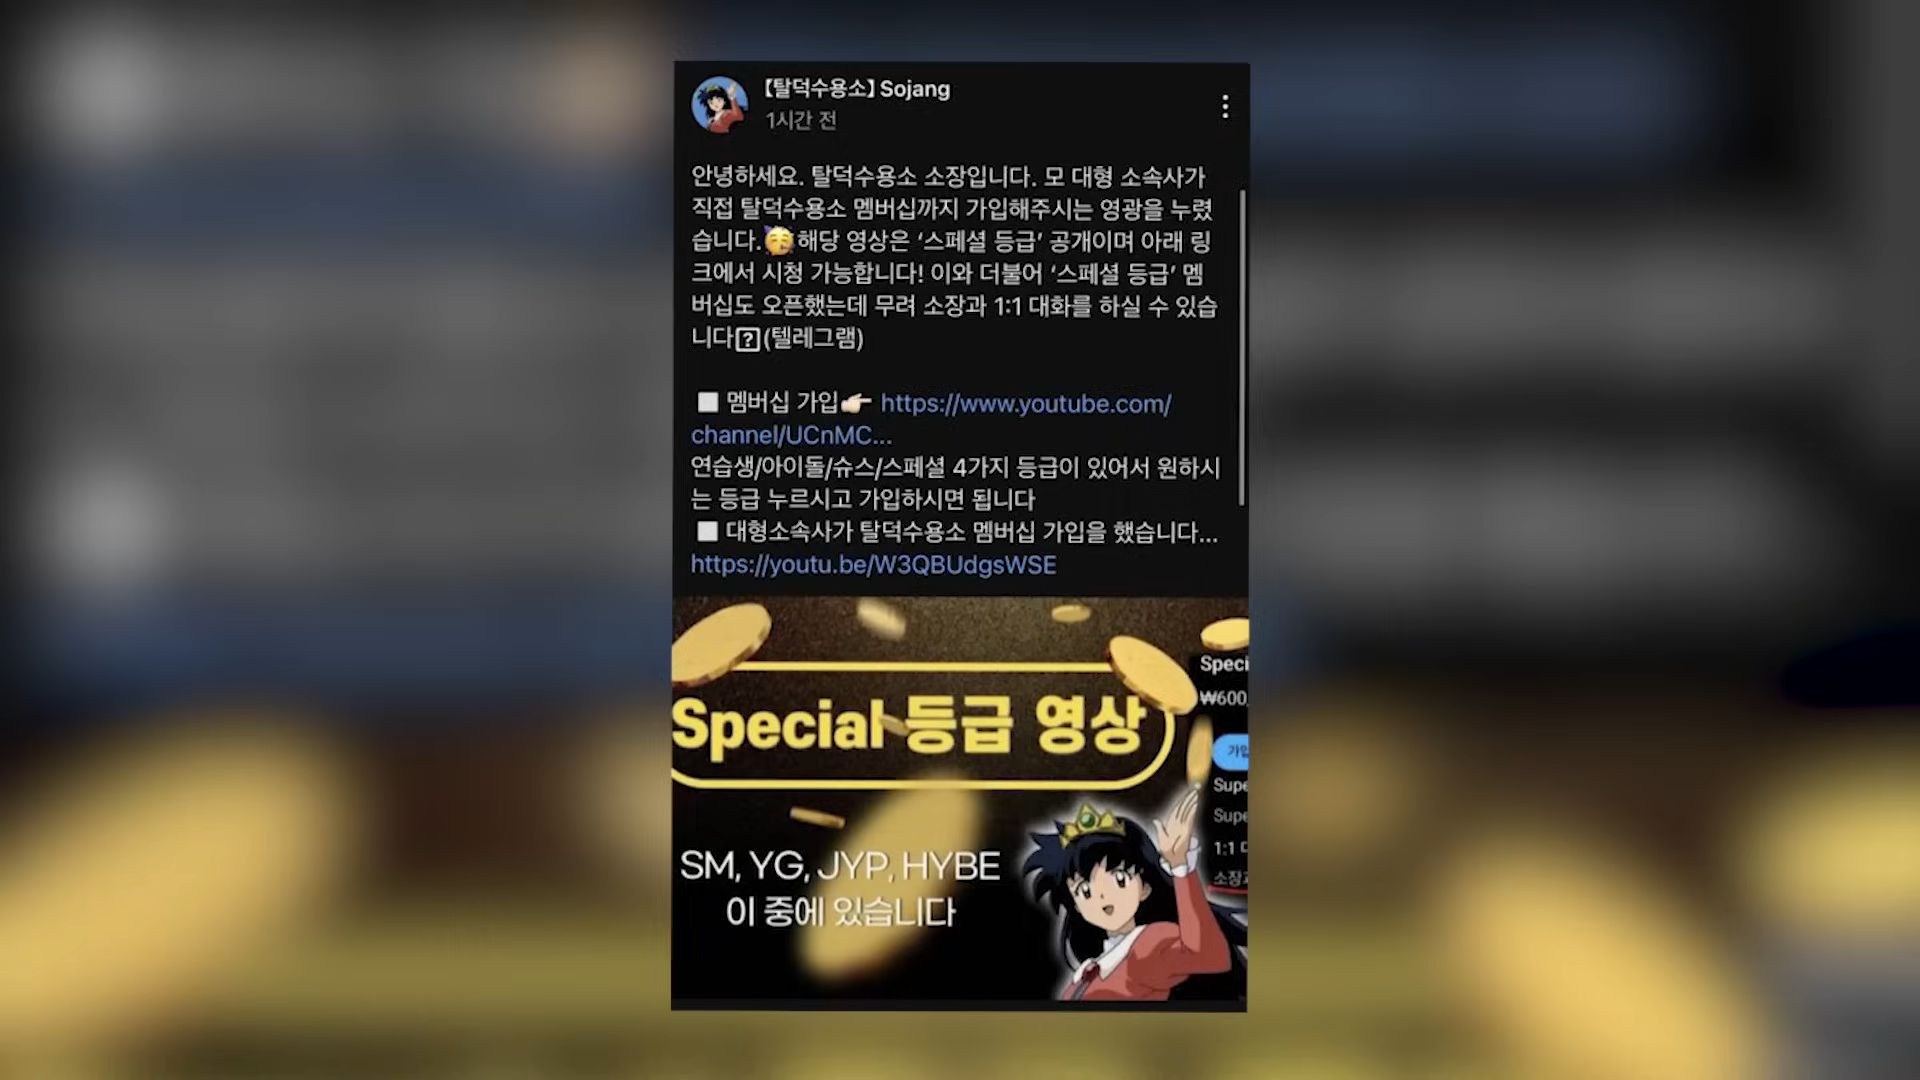 【탈덕수용소】Sojang
1시간 전
안녕하세요. 탈덕수용소 소장입니다. 모 대형 소속사가
직접 탈덕수용소 멤버십까지 가입해주시는 영광을 누렸
습니다.🥳해당 영상은 ‘스페셜 등급’ 공개이며 아래 링
크에서 시청 가능합니다! 이와 더불어 ‘스페셜 등급’ 멤
버십도 오픈했는데 무려 소장과 1:1 대화를 하실 수 있습
니다?(텔레그램)
멤버십 가입👉🏻 https://www.youtube.com/
channel/UCnMC...
연습생/아이돌/슈스/스페셜 4가지 등급이 있어서 원하시
는 등급 누르시고 가입하시면 됩니다
대형소속사가 탈덕수용소 멤버십 가입을 했습니다...
https://youtu.be/W3QBUdgsWSE
Special 등급 영상
SM, YG, JYP, HYBE
이 중에 있습니다
₩600,
1:1